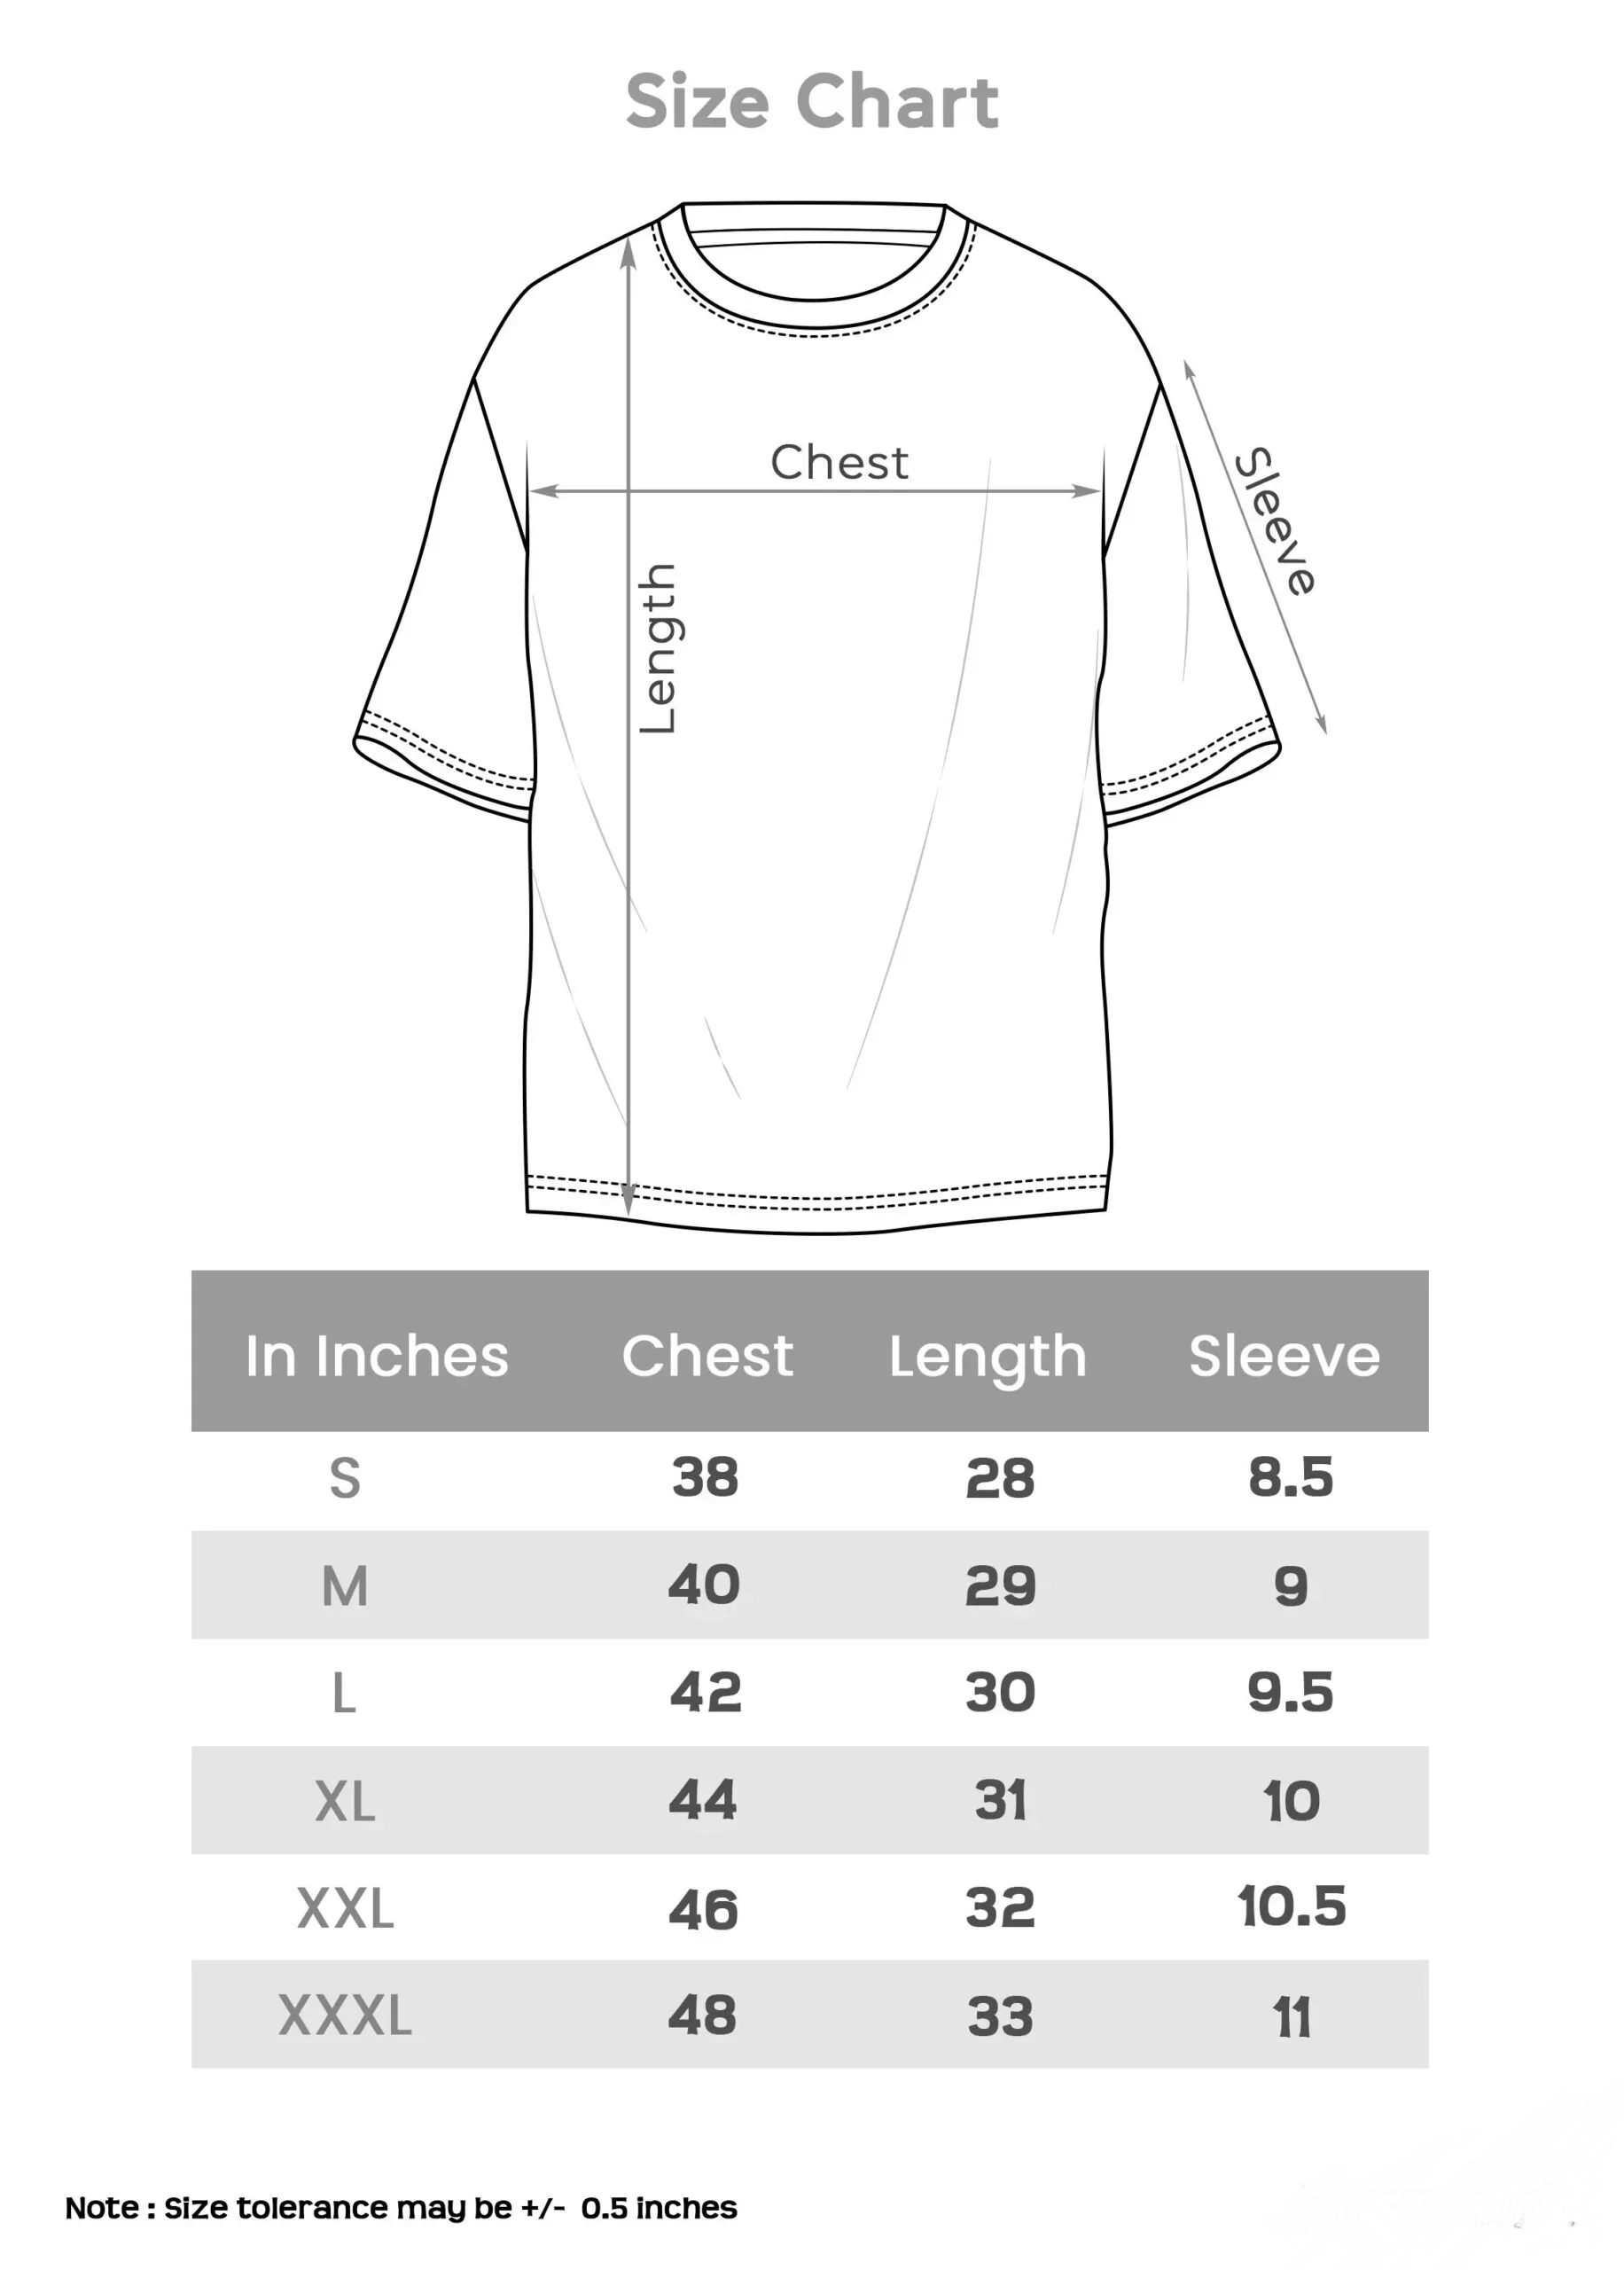 Size Chart
Chest
Sleeve
Length
In Inches Chest Length Sleeve
S 38 28 8.5
M 40 29 9
L 42 30 9.5
XL 44 31 10
XXL 46 32 10.5
XXXL 48 33 11
Note : Size tolerance may be +/- 0.5 inches